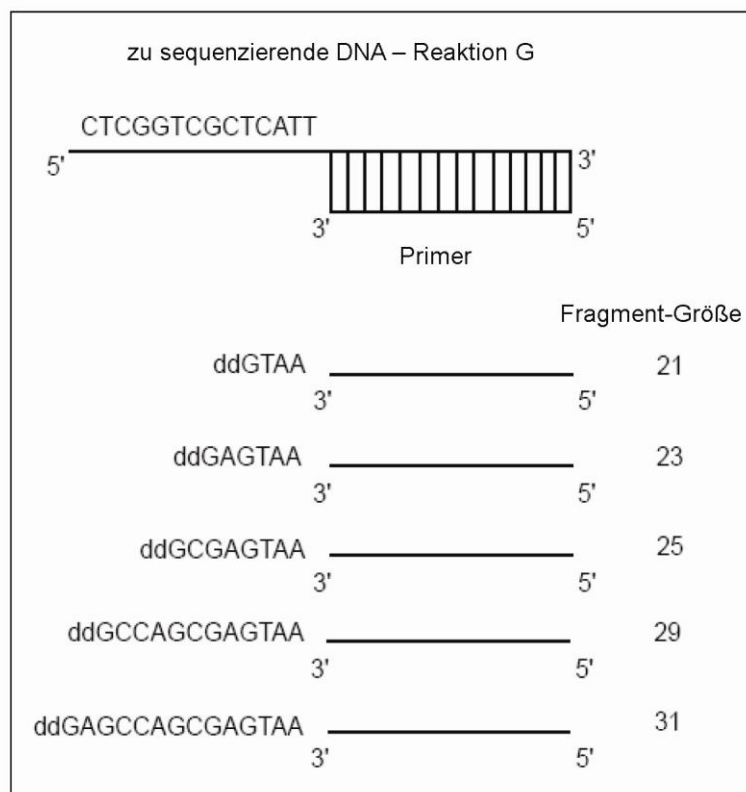 zu sequenzierende DNA – Reaktion G
CTCGGTCGCTCATT
5' 3'
3' 5'
Primer
Fragment-Größe
ddGTAA 21
3' 5'
ddGAGTAA 23
3' 5'
ddGCGAGTAA 25
3' 5'
ddGCCAGCGAGTAA 29
3' 5'
ddGAGCCAGCGAGTAA 31
3' 5'